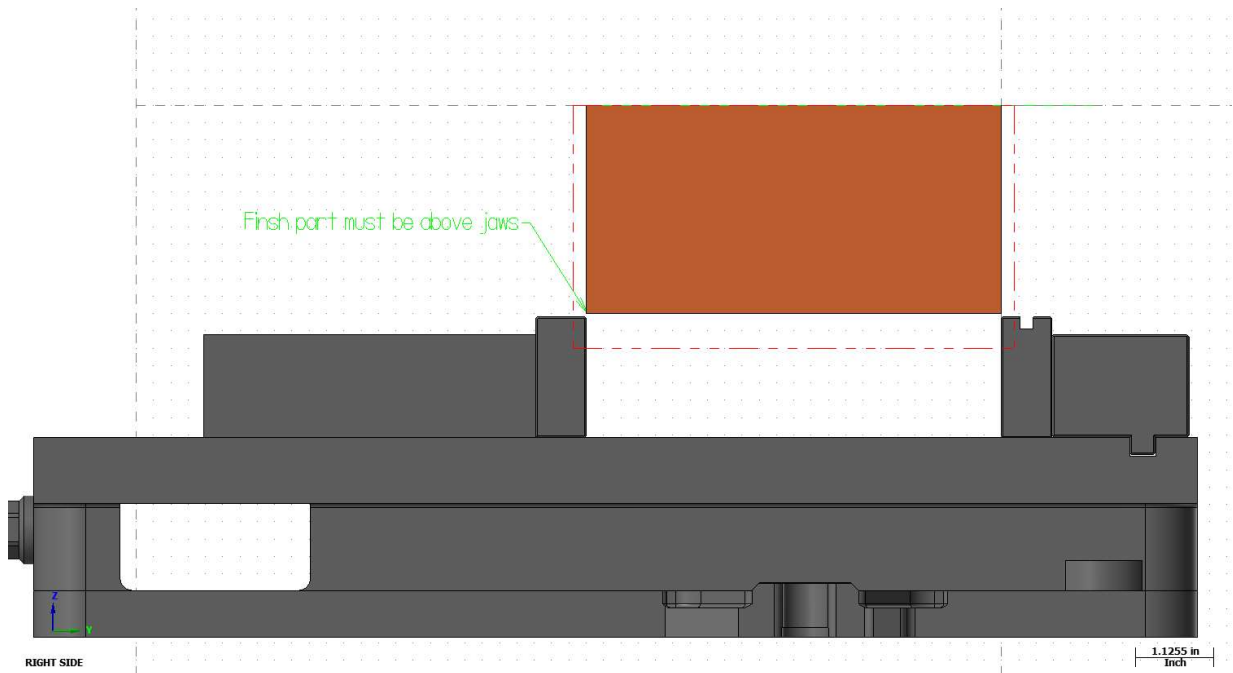 Finsh part must be above jaws
Z
Y
RIGHT SIDE
1.1255 in
Inch